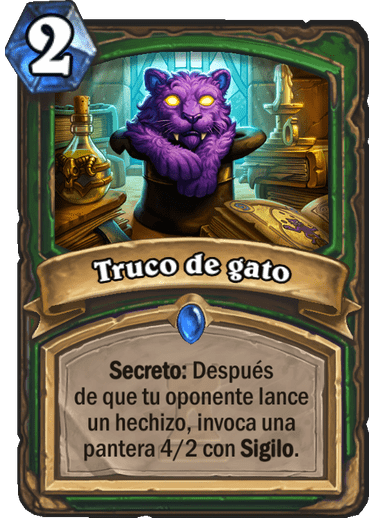 2
Truco de gato
Secreto: Después
de que tu oponente lance
un hechizo, invoca una
pantera 4/2 con Sigilo.